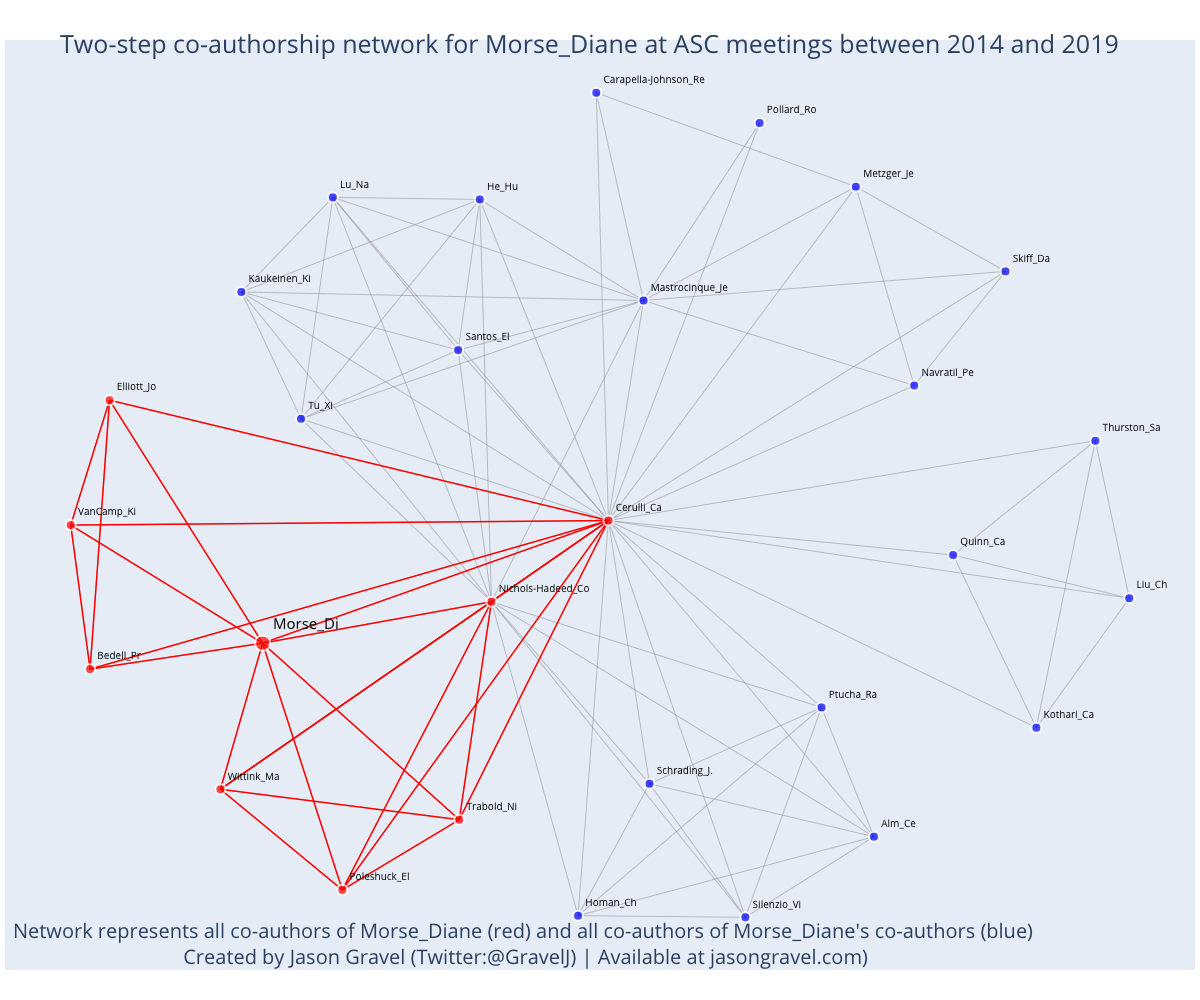 Two-step co-authorship network for Morse_Diane at ASC meetings between 2014 and 2019
Carapella-Johnson_Re
Pollard_Ro
Metzger_Je
Lu_Na
He_Hu
Skiff_Da
Kaukeinen_Ki
Mastrocinque_Je
Santos_El
Navratil_Pe
Elliott_Jo
Tu_Xi
Thurston_Sa
VanCamp_Ki
Cerulli_Ca
Quinn_Ca
Liu_Ch
Nichols-Hadeed_Co
Morse_Di
Bedell_Pr
Ptucha_Ra
Kothari_Ca
Wittink_Ma
Schrading_J.
Trabold_Ni
Alm_Ce
Poleshuck_El
Homan_Ch
Silenzio_Vi
Network represents all co-authors of Morse_Diane (red) and all co-authors of Morse_Diane's co-authors (blue)
Created by Jason Gravel (Twitter:@GravelJ) | Available at jasongravel.com)